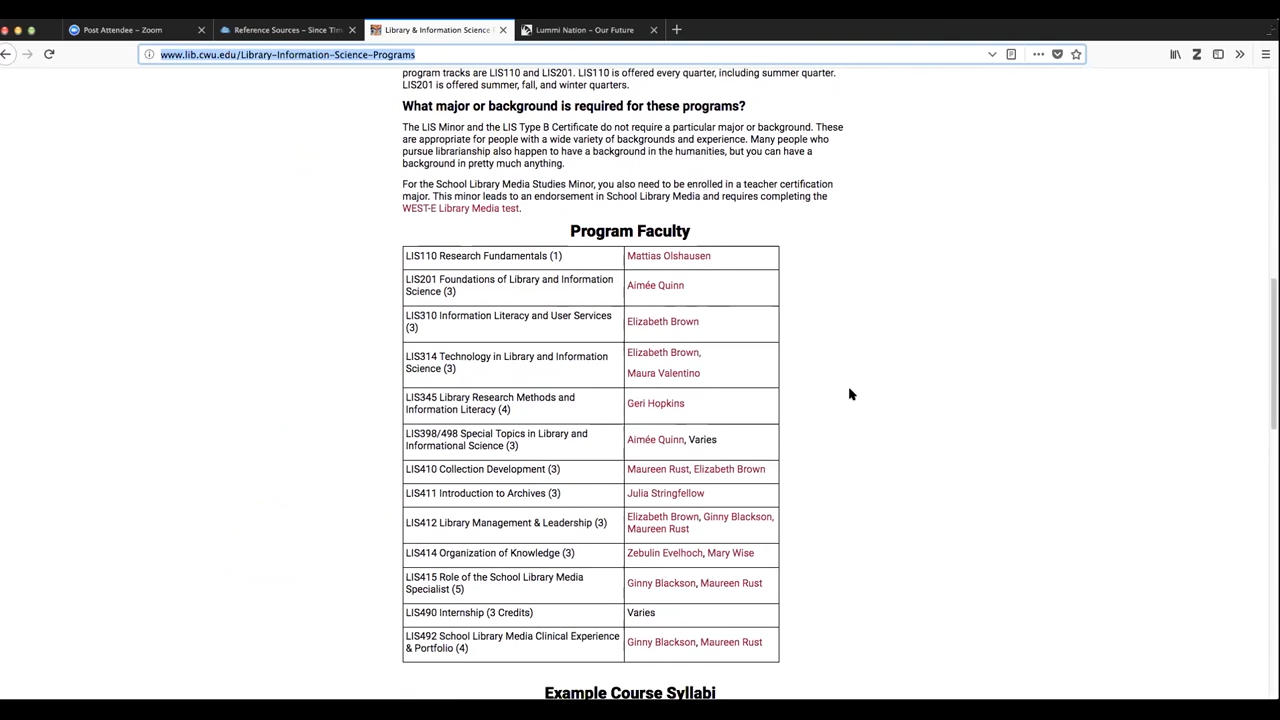 Post Attendee – Zoom
Reference Sources – Since Tim
Library & Information Science
Lummi Nation – Our Future
www.lib.cwu.edu/Library-Information-Science-Programs
program tracks are LIS110 and LIS201. LIS110 is offered every quarter, including summer quarter.
LIS201 is offered summer, fall, and winter quarters.
What major or background is required for these programs?
The LIS Minor and the LIS Type B Certificate do not require a particular major or background. These
are appropriate for people with a wide variety of backgrounds and experience. Many people who
pursue librarianship also happen to have a background in the humanities, but you can have a
background in pretty much anything.
For the School Library Media Studies Minor, you also need to be enrolled in a teacher certification
major. This minor leads to an endorsement in School Library Media and requires completing the
WEST-E Library Media test.
Program Faculty
LIS110 Research Fundamentals (1)
Mattias Olshausen
LIS201 Foundations of Library and Information
Science (3)
Aimée Quinn
LIS310 Information Literacy and User Services
(3)
Elizabeth Brown
LIS314 Technology in Library and Information
Science (3)
Elizabeth Brown,
Maura Valentino
LIS345 Library Research Methods and
Information Literacy (4)
Geri Hopkins
LIS398/498 Special Topics in Library and
Informational Science (3)
Aimée Quinn, Varies
LIS410 Collection Development (3)
Maureen Rust, Elizabeth Brown
LIS411 Introduction to Archives (3)
Julia Stringfellow
LIS412 Library Management & Leadership (3)
Elizabeth Brown, Ginny Blackson,
Maureen Rust
LIS414 Organization of Knowledge (3)
Zebulin Evelhoch, Mary Wise
LIS415 Role of the School Library Media
Specialist (5)
Ginny Blackson, Maureen Rust
LIS490 Internship (3 Credits)
Varies
LIS492 School Library Media Clinical Experience
& Portfolio (4)
Ginny Blackson, Maureen Rust
Example Course Syllabi